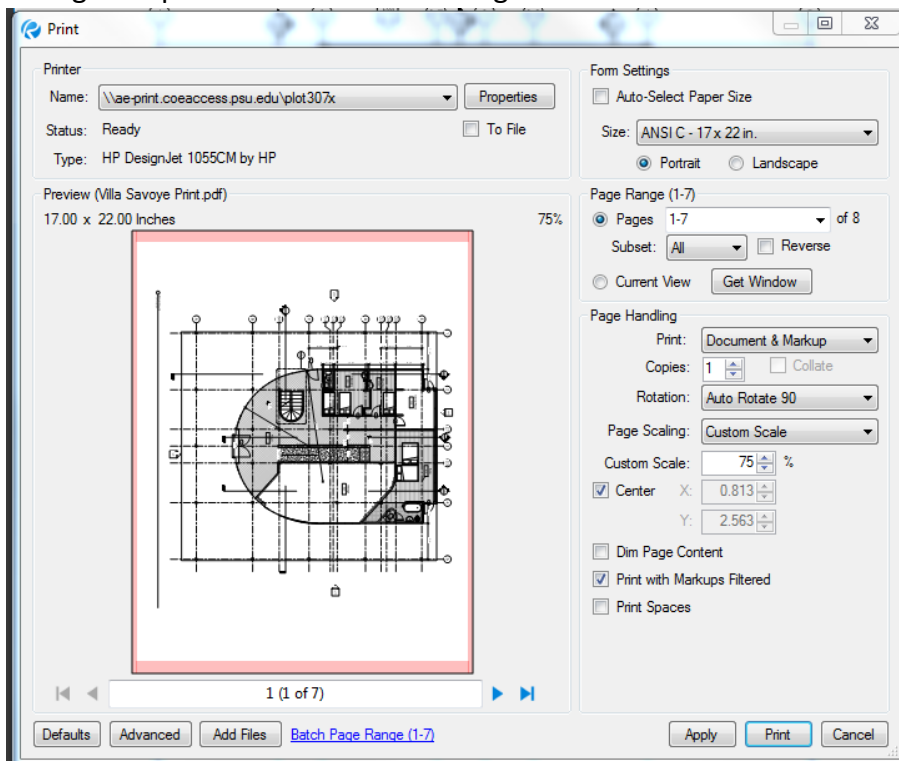 Print
Printer
Name: \\ae-print.coeaccess.psu.edu\plot307x Properties
Status: Ready To File
Type: HP DesignJet 1055CM by HP
Preview (Villa Savoye Print.pdf)
17.00 x 22.00 Inches 75%
1 (1 of 7)
Form Settings
Auto-Select Paper Size
Size: ANSI C - 17 x 22 in.
Portrait Landscape
Page Range (1-7)
Pages 1-7 of 8
Subset: All Reverse
Current View Get Window
Page Handling
Print: Document & Markup
Copies: 1 Collate
Rotation: Auto Rotate 90
Page Scaling: Custom Scale
Custom Scale: 75 %
Center X: 0.813
Y: 2.563
Dim Page Content
Print with Markups Filtered
Print Spaces
Defaults Advanced Add Files Batch Page Range (1-7) Apply Print Cancel